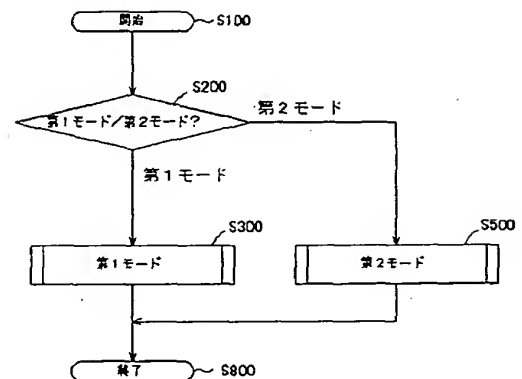 開始
S100
S200
第1モード/第2モード?
第2モード
第1モード
S300
第1モード
S500
第2モード
終了
S800